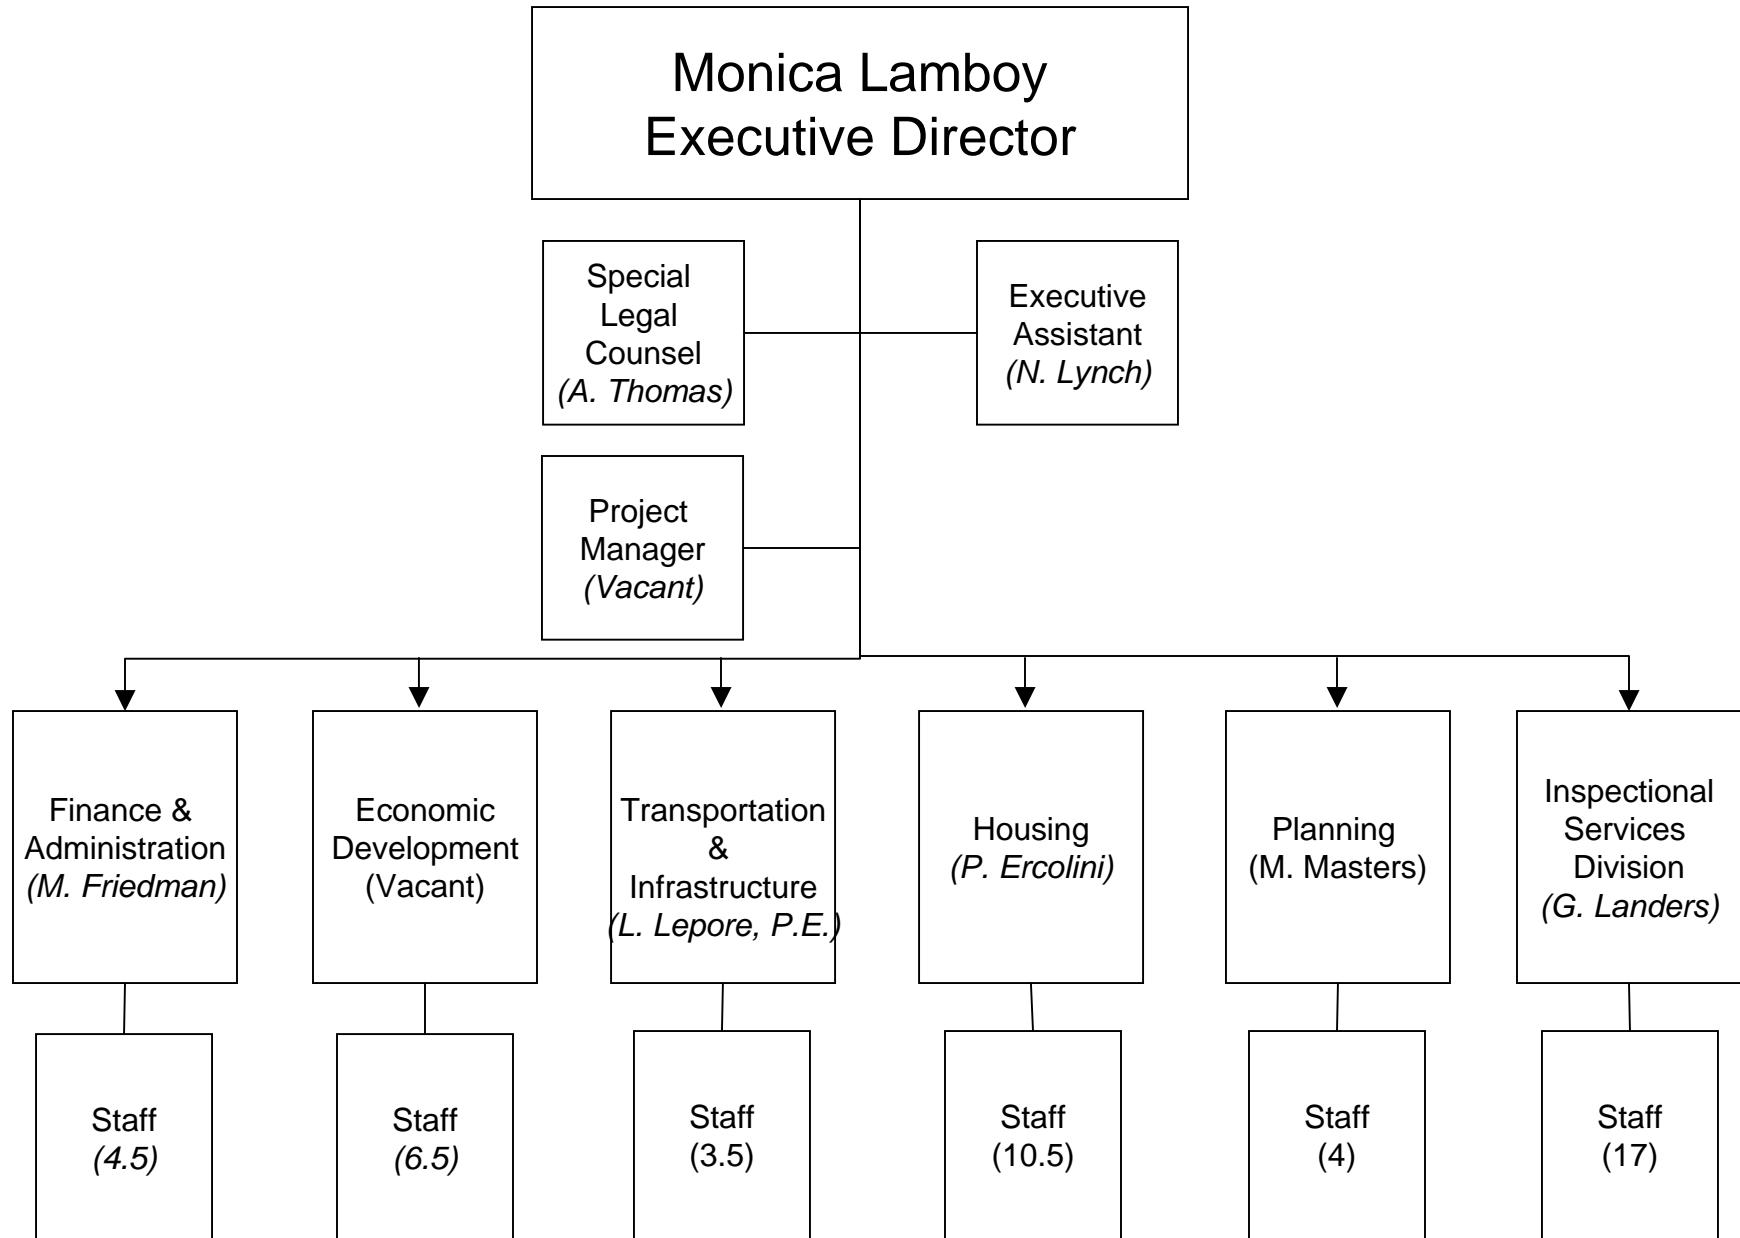 Monica Lamboy
Executive Director
Special
Legal
Counsel
(A. Thomas)
Executive
Assistant
(N. Lynch)
Project
Manager
(Vacant)
Finance &
Administration
(M. Friedman)
Economic
Development
(Vacant)
Transportation
&
Infrastructure
(L. Lepore, P.E.)
Housing
(P. Ercolini)
Planning
(M. Masters)
Inspectional
Services
Division
(G. Landers)
Staff
(4.5)
Staff
(6.5)
Staff
(3.5)
Staff
(10.5)
Staff
(4)
Staff
(17)